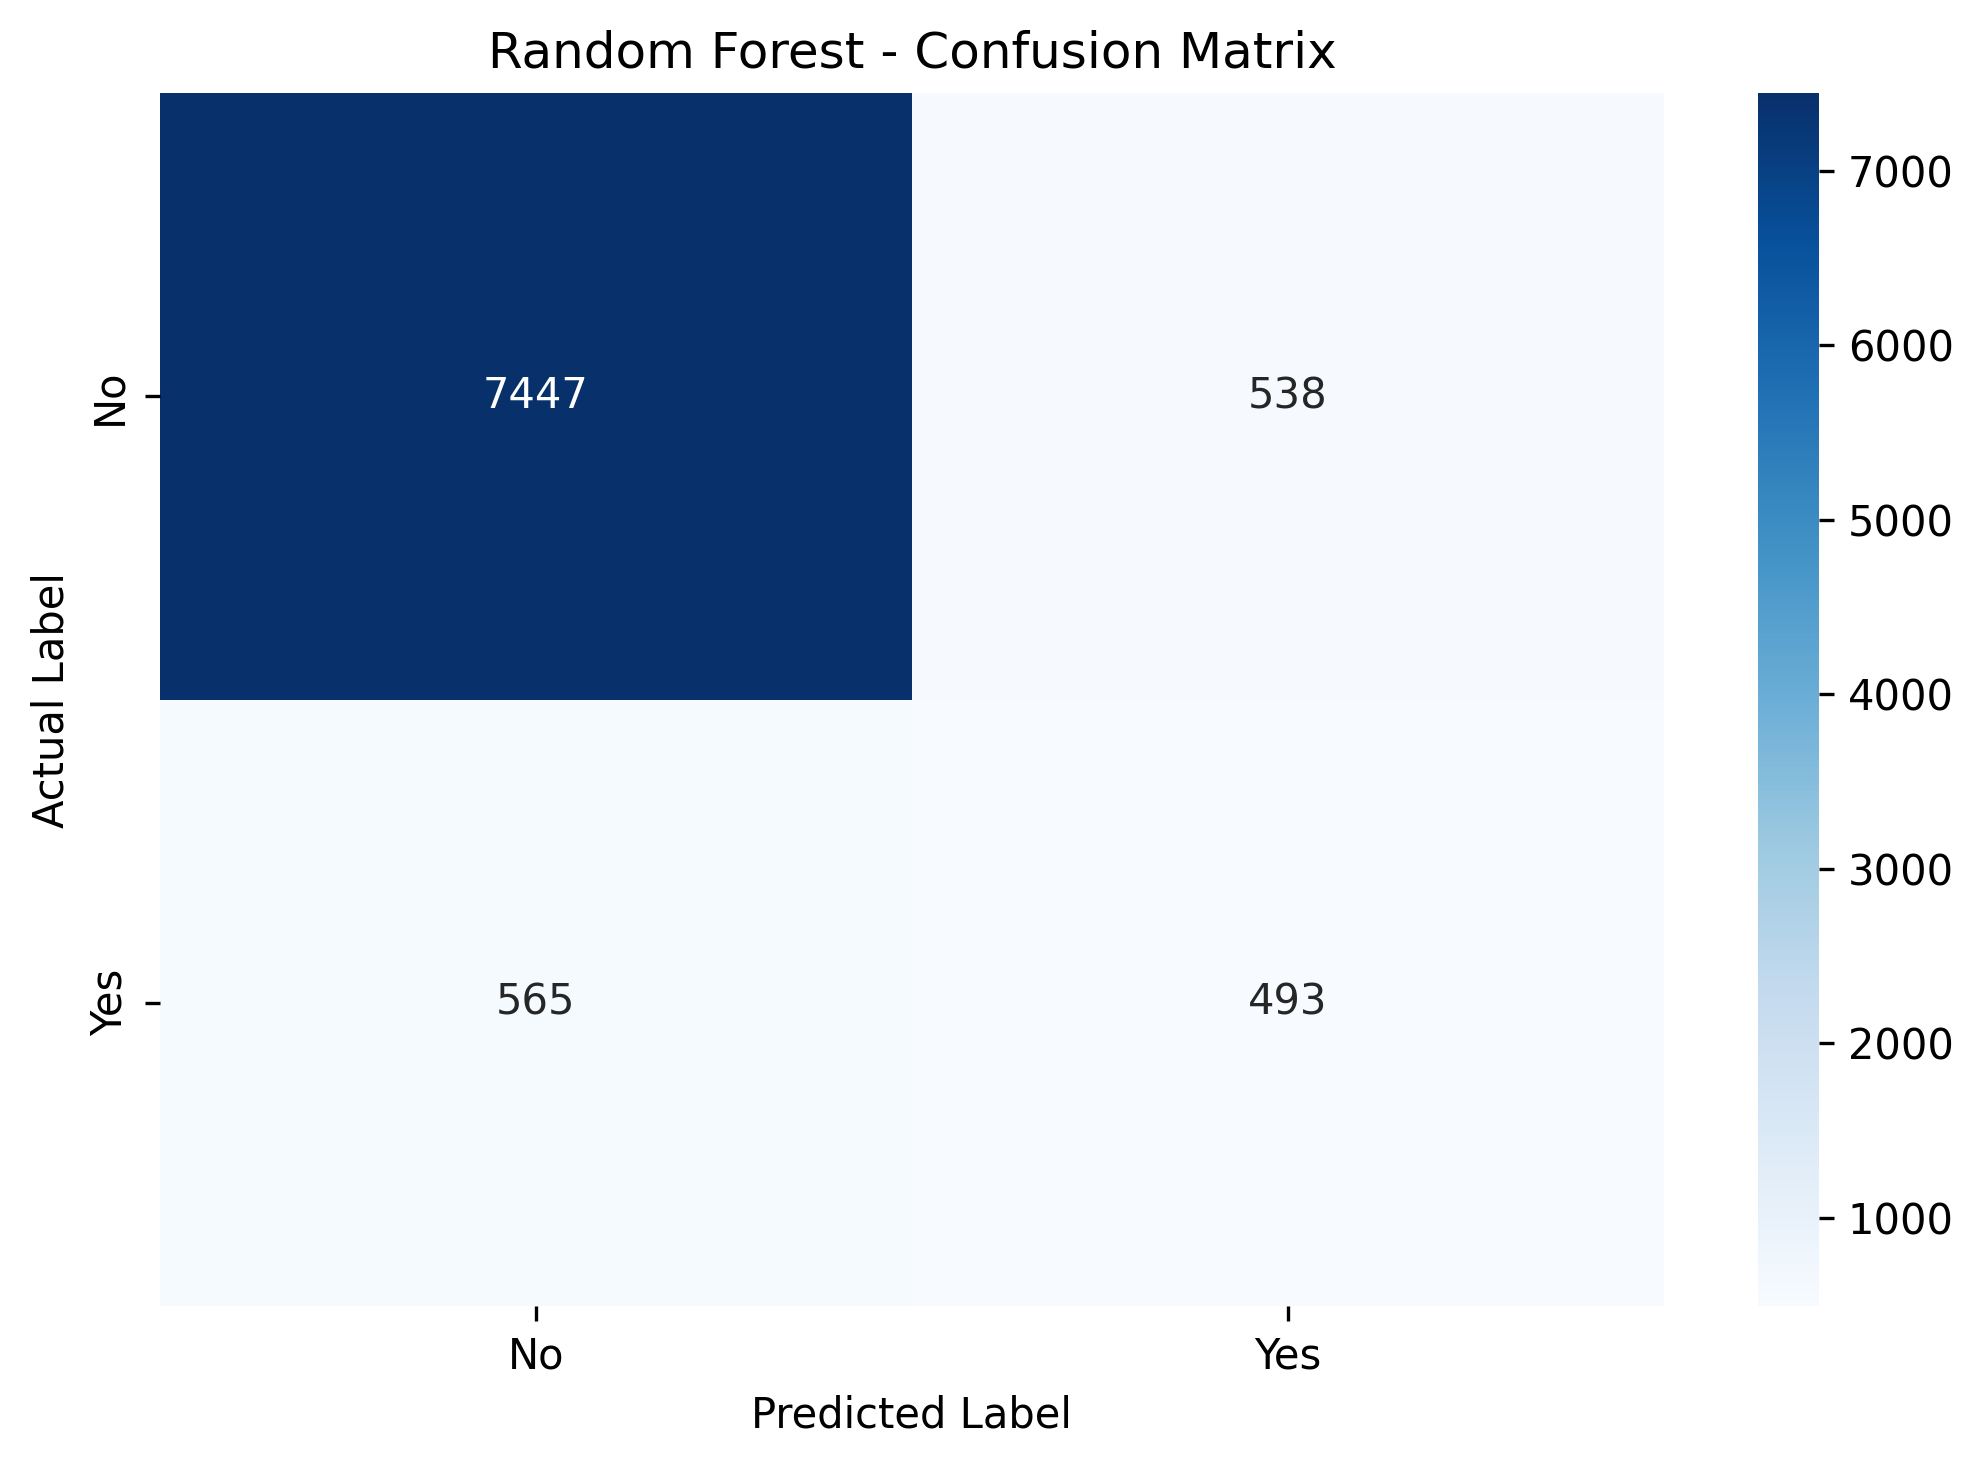 Random Forest - Confusion Matrix
Actual Label
No
7447
538
Yes
565
493
No
Yes
Predicted Label
7000
6000
5000
4000
3000
2000
1000